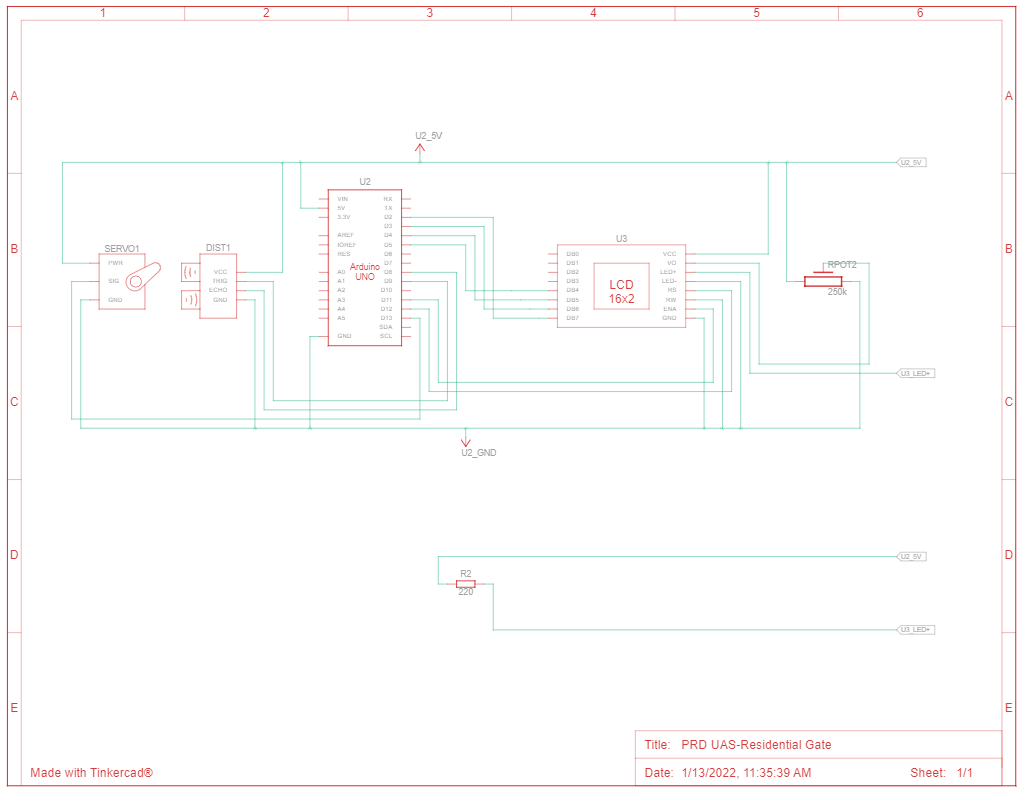 1 2 3 4 5 6
A A
U2_5V
U2_5V
U2
VIN RX
5V TX
3.3V D2
D3
AREF D4
IOREF D5
RES D6
D7
A0 D8
A1 D9
A2 D10
A3 D11
A4 D12
A5 D13
SDA
GND SCL
Arduino
UNO
B B
SERVO1
PWR
SIG
GND
DIST1
VCC
TRIG
ECHO
GND
U3
DB0 VCC
DB1 VO
DB2 LED+
DB3 LED-
DB4 RS
DB5 RW
DB6 ENA
DB7 GND
LCD
16x2
RPOT2
250k
U3_LED+
C C
U2_GND
D D
U2_5V
R2
220
U3_LED+
E E
Title: PRD UAS-Residential Gate
Made with Tinkercad®
Date: 1/13/2022, 11:35:39 AM Sheet: 1/1